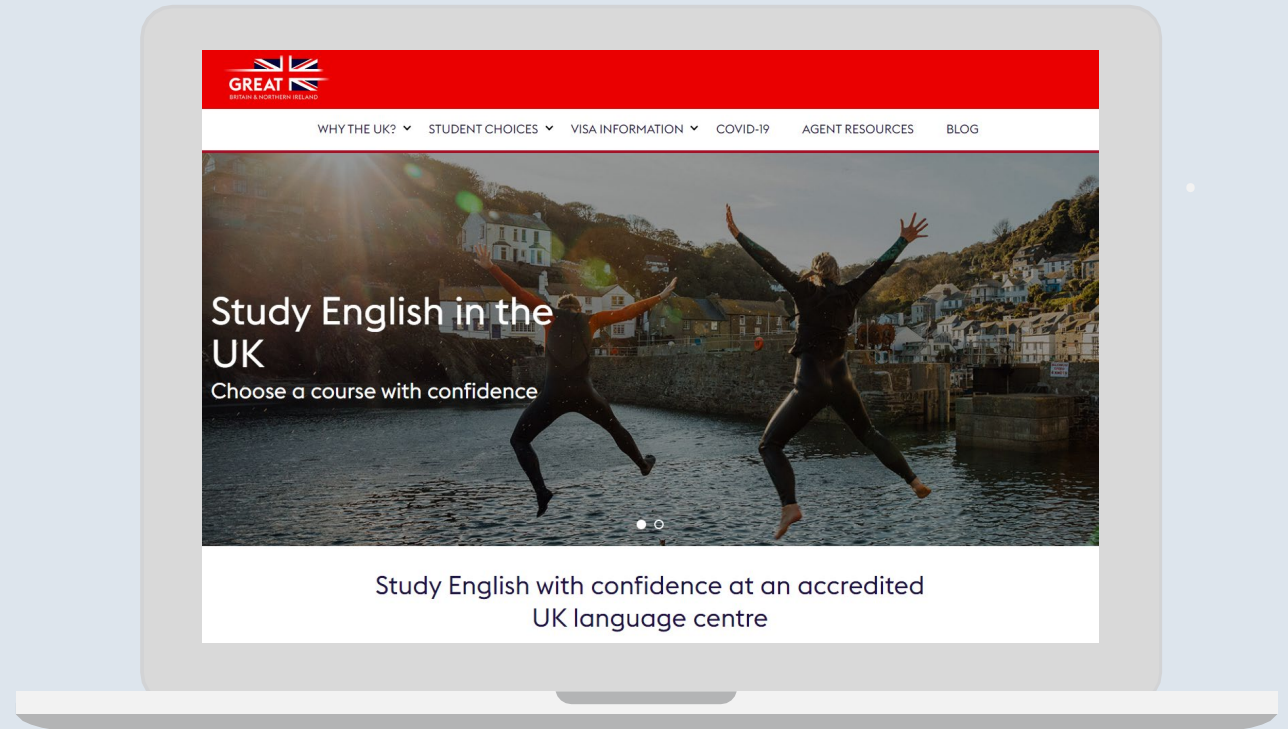 GREAT
BRITAIN & NORTHERN IRELAND
WHY THE UK? STUDENT CHOICES VISA INFORMATION COVID-19 AGENT RESOURCES BLOG
Study English in the
UK
Choose a course with confidence
Study English with confidence at an accredited
UK language centre